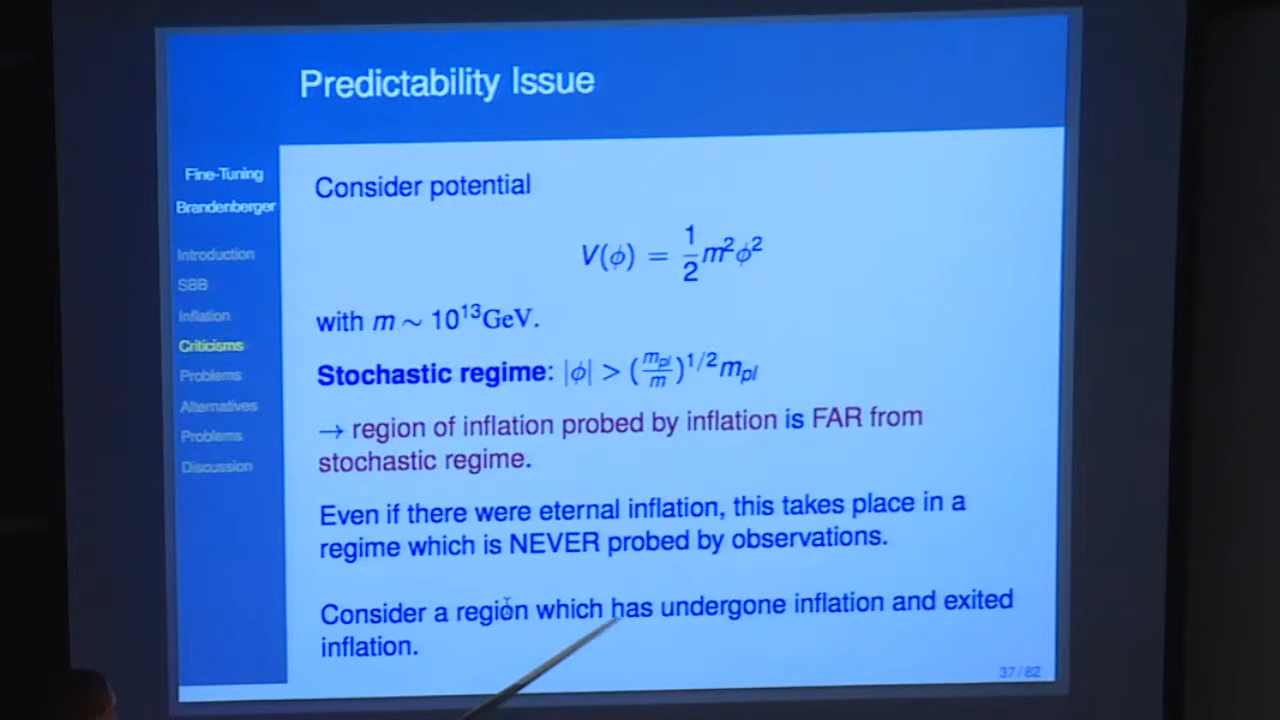 Predictability Issue
Fine-Tuning
Brandenberger
Introduction
SBB
Inflation
Criticisms
Problems
Alternatives
Problems
Discussion
Consider potential
V(ϕ) = 1/2 m²ϕ²
with m ∼ 10¹³GeV.
Stochastic regime: |ϕ| > (mₚₗ/m)^1/2 mₚₗ
→ region of inflation probed by inflation is FAR from
stochastic regime.
Even if there were eternal inflation, this takes place in a
regime which is NEVER probed by observations.
Consider a region which has undergone inflation and exited
inflation.
37/82